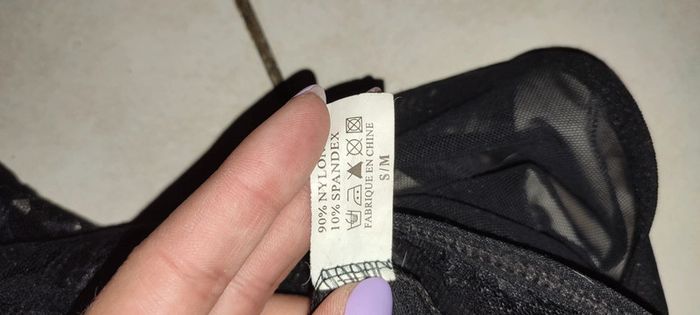 90% NYLON
10% SPANDEX
FABRIQUE EN CHINE
S/M